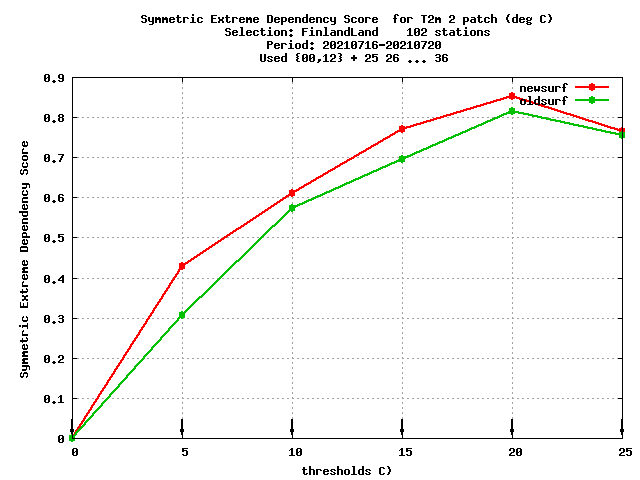 Symmetric Extreme Dependency Score  for T2m 2 patch (deg C)
Selection: FinlandLand    102 stations
Period: 20210716-20210720
Used {00,12} + 25 26 ... 36
newsurf
oldsurf
Symmetric Extreme Dependency Score
0.9
0.8
0.7
0.6
0.5
0.4
0.3
0.2
0.1
0
0 5 10 15 20 25
thresholds C)